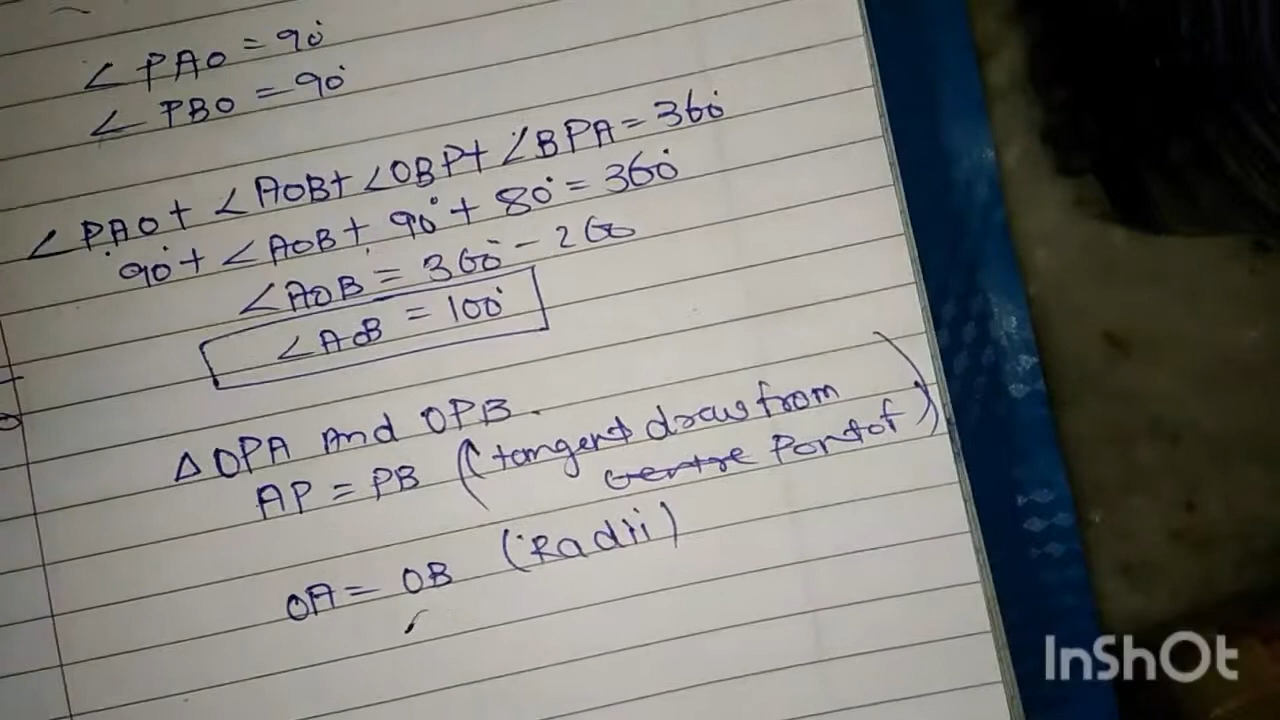 ∠PAO = 90°
∠PBO = 90°
∠PAO + ∠AOB + ∠OBP + ∠BPA = 360°
90° + ∠AOB + 90° + 80° = 360°
∠AOB = 360° - 260
∠AOB = 100°
△OPA And OPB.
AP = PB (tangent draw from
centre Point of)
OA = OB (Radii)
InShOt